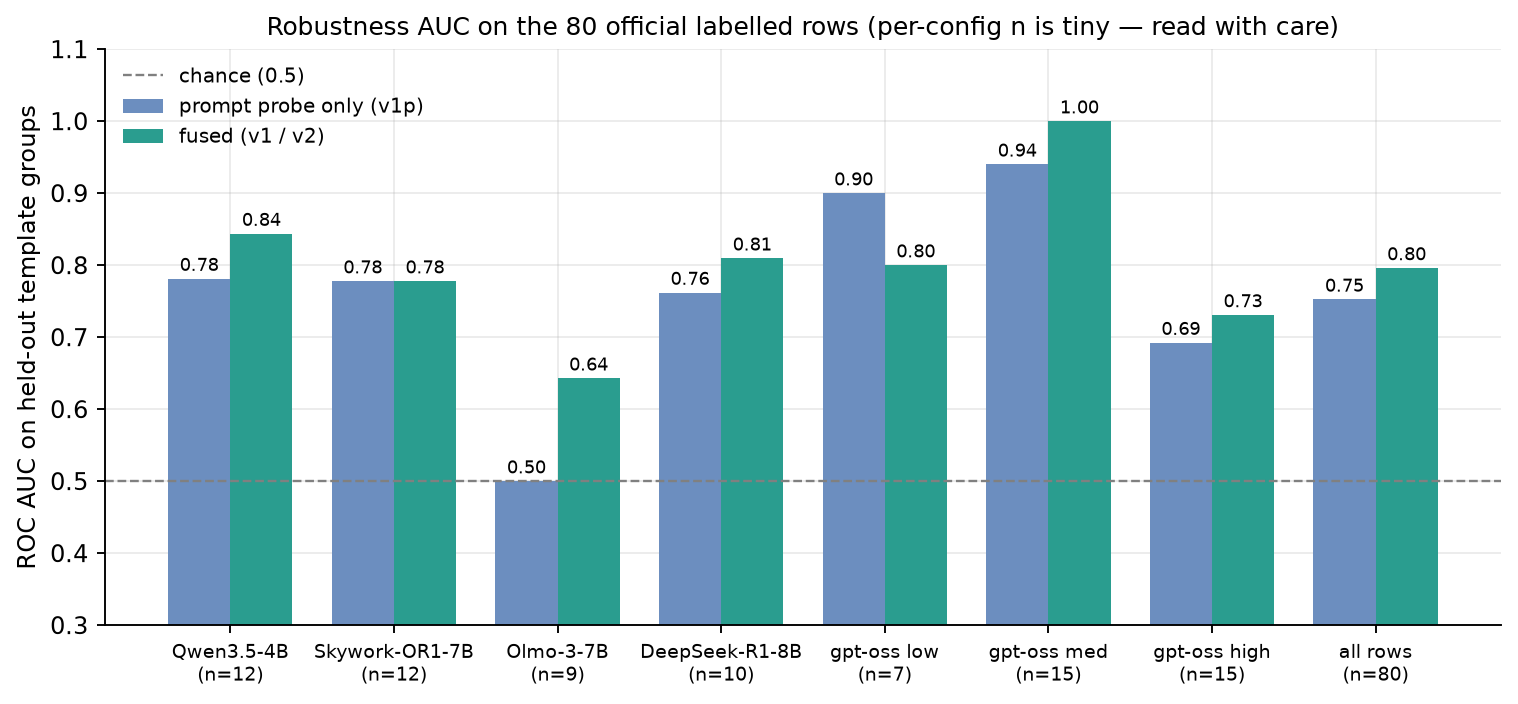 Robustness AUC on the 80 official labelled rows (per-config n is tiny — read with care)
ROC AUC on held-out template groups
1.1
1.0
0.9
0.8
0.7
0.6
0.5
0.4
0.3
chance (0.5)
prompt probe only (v1p)
fused (v1 / v2)
0.78
0.84
0.78
0.78
0.50
0.64
0.76
0.81
0.90
0.80
0.94
1.00
0.69
0.73
0.75
0.80
Qwen3.5-4B
(n=12)
Skywork-OR1-7B
(n=12)
Olmo-3-7B
(n=9)
DeepSeek-R1-8B
(n=10)
gpt-oss low
(n=7)
gpt-oss med
(n=15)
gpt-oss high
(n=15)
all rows
(n=80)